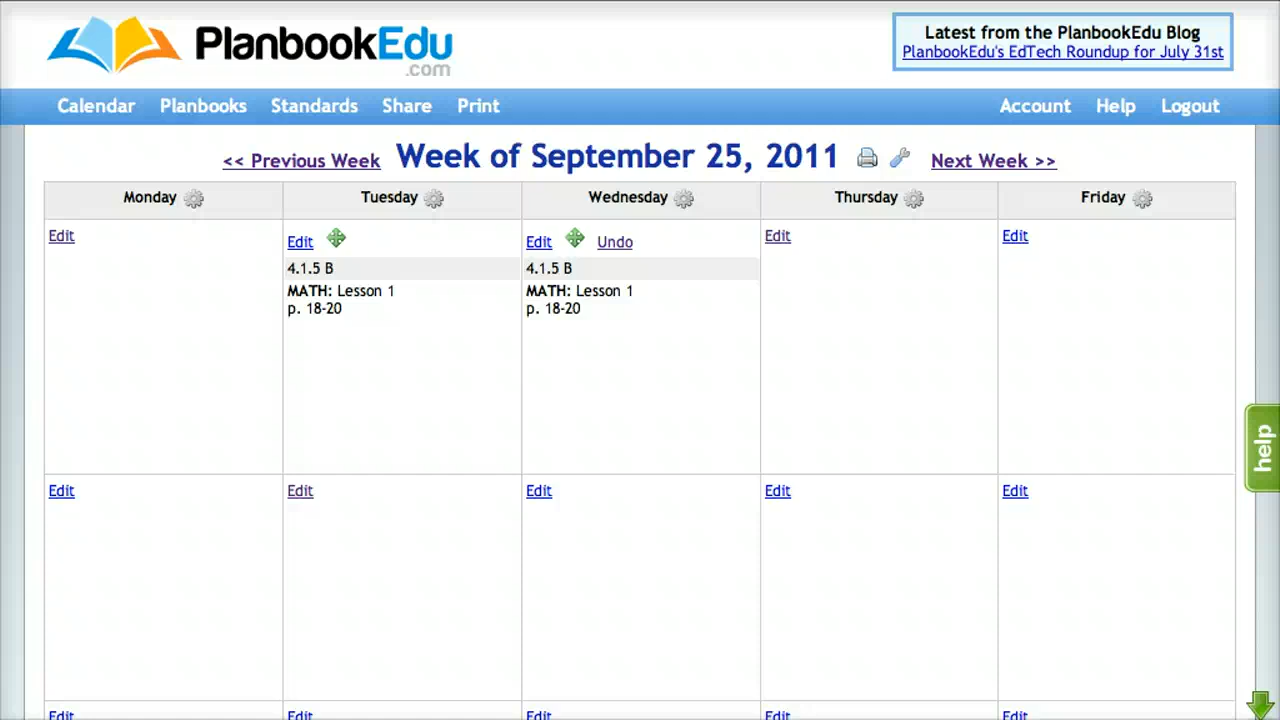 PlanbookEdu
.com
Latest from the PlanbookEdu Blog
PlanbookEdu's EdTech Roundup for July 31st
Calendar Planbooks Standards Share Print Account Help Logout
<< Previous Week Week of September 25, 2011 Next Week >>
Monday Tuesday Wednesday Thursday Friday
Edit Edit Edit Undo Edit Edit
4.1.5 B 4.1.5 B
MATH: Lesson 1 MATH: Lesson 1
p. 18-20 p. 18-20
help
Edit Edit Edit Edit Edit
Edit Edit Edit Edit Edit